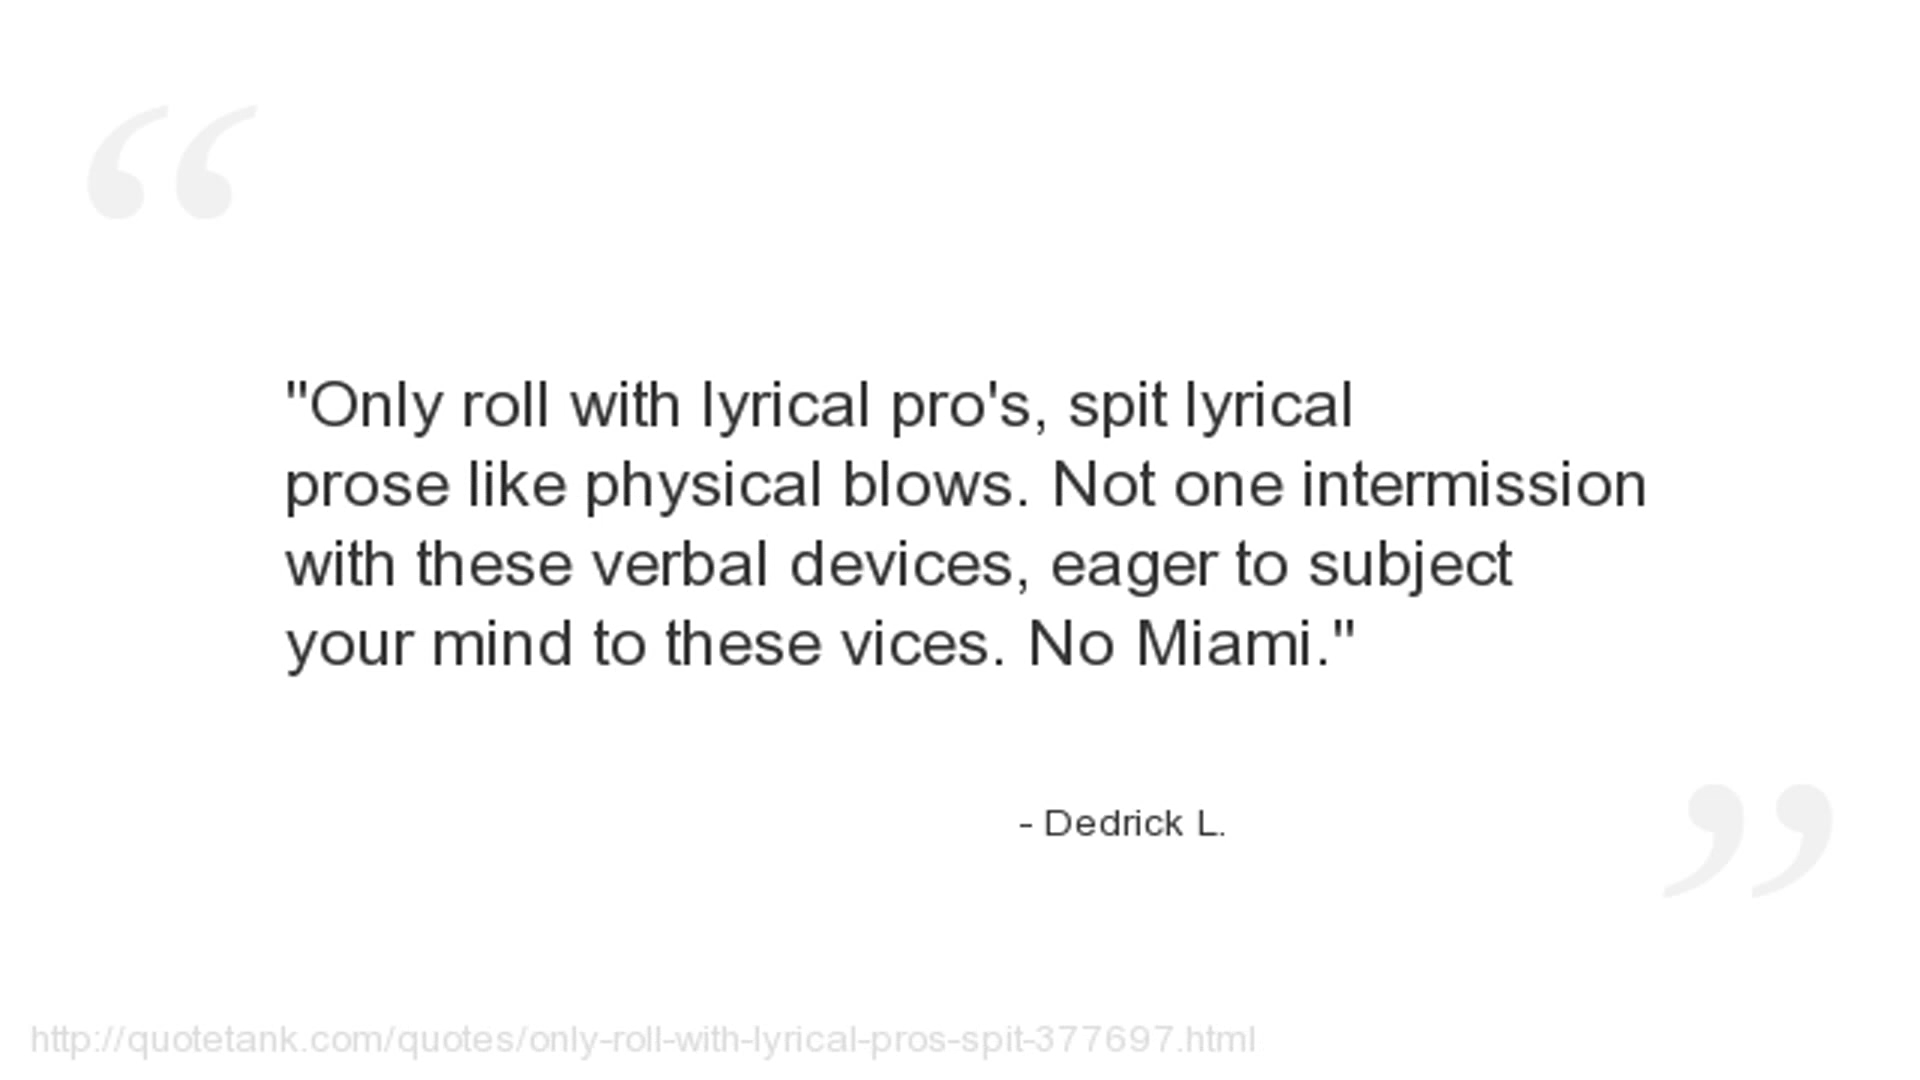 "Only roll with lyrical pro's, spit lyrical
prose like physical blows. Not one intermission
with these verbal devices, eager to subject
your mind to these vices. No Miami."
- Dedrick L.
http://quotetank.com/quotes/only-roll-with-lyrical-pros-spit-377697.html